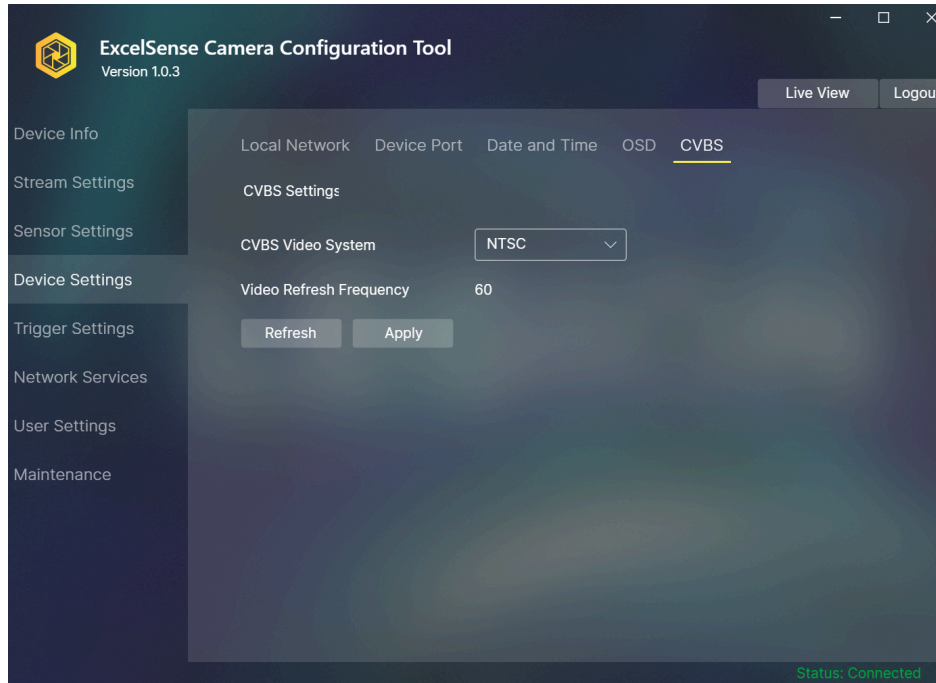 ExcelSense Camera Configuration Tool
Version 1.0.3
Live View
Logou
Device Info
Stream Settings
Sensor Settings
Device Settings
Trigger Settings
Network Services
User Settings
Maintenance
Local Network Device Port Date and Time OSD CVBS
CVBS Settings
CVBS Video System NTSC
Video Refresh Frequency 60
Refresh Apply
Status: Connected